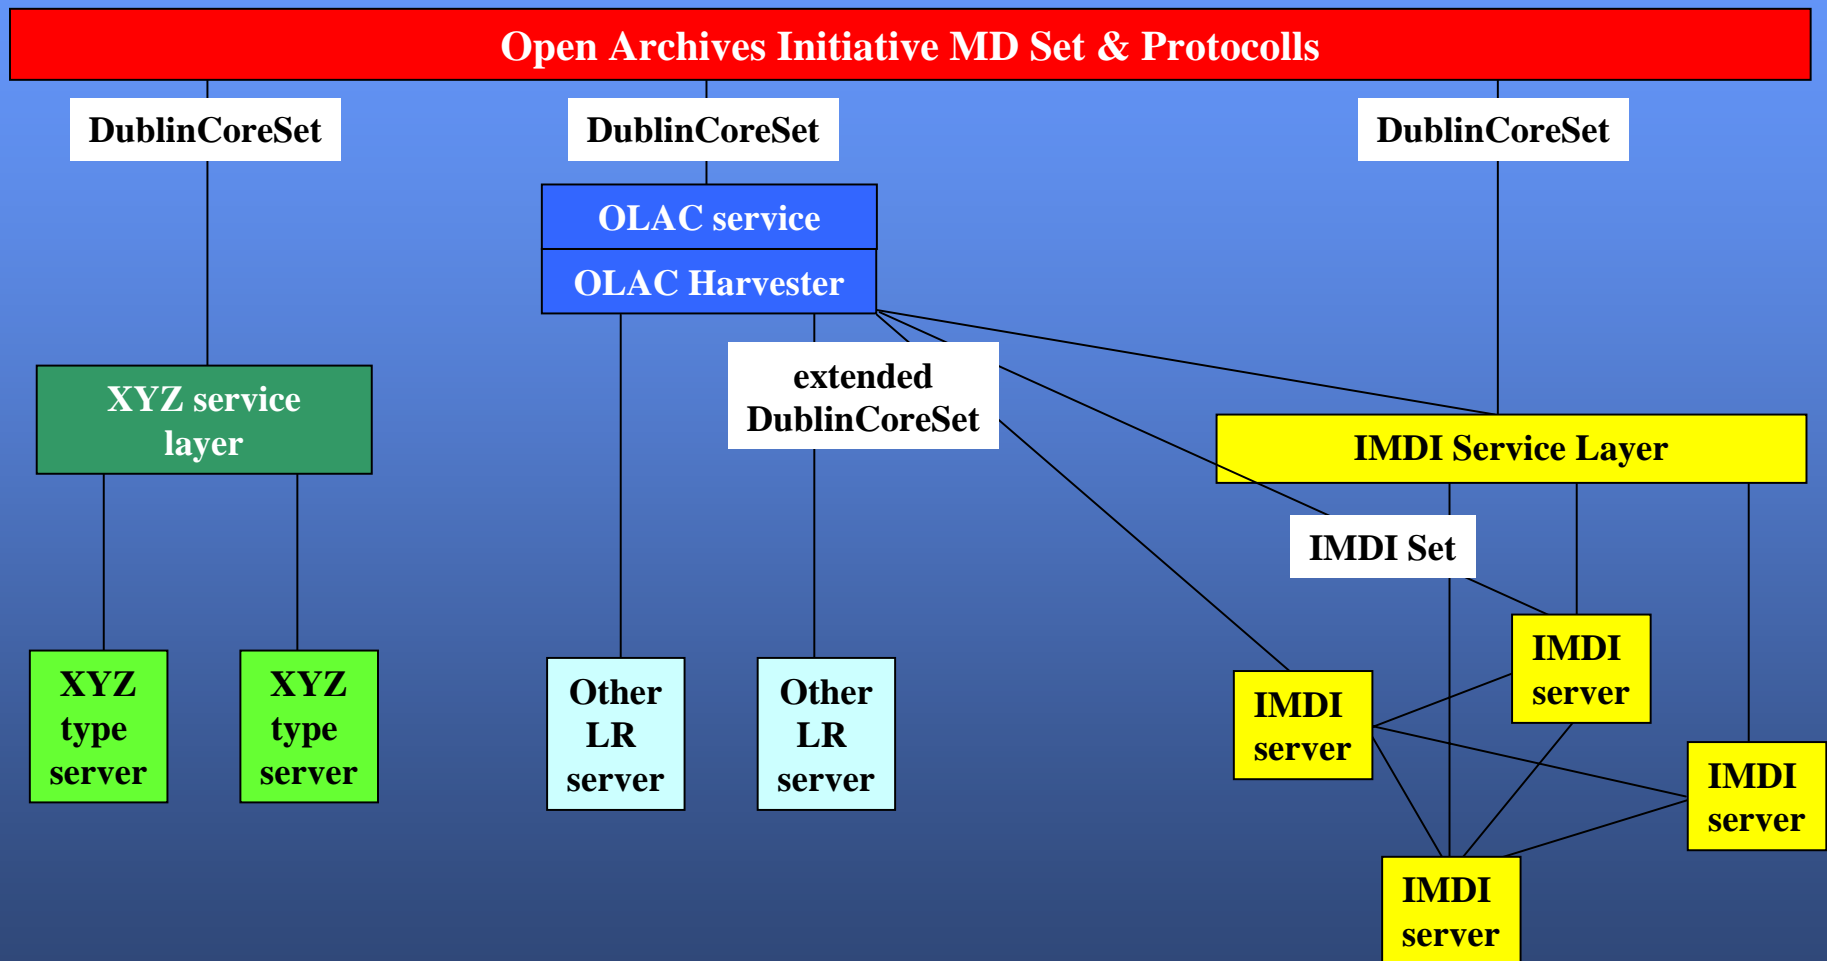 Open Archives Initiative MD Set & Protocolls
DublinCoreSet
DublinCoreSet
DublinCoreSet
OLAC service
OLAC Harvester
extended
DublinCoreSet
XYZ service
layer
IMDI Service Layer
IMDI Set
XYZ
type
server
XYZ
type
server
Other
LR
server
Other
LR
server
IMDI
server
IMDI
server
IMDI
server
IMDI
server